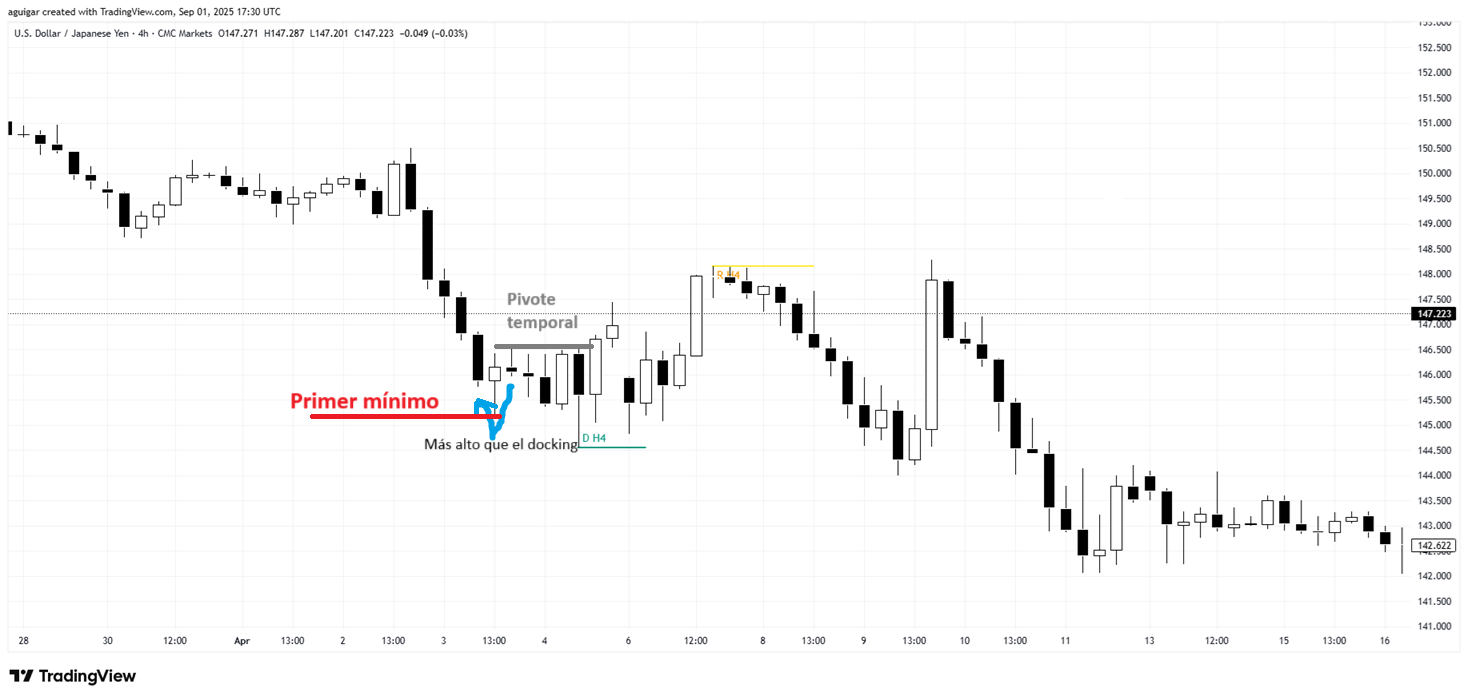 aguigar created with TradingView.com, Sep 01, 2025 17:30 UTC
U.S. Dollar / Japanese Yen · 4h · CMC Markets O147.271 H147.287 L147.201 C147.223 −0.049 (−0.03%)
153.000
152.500
152.000
151.500
151.000
150.500
150.000
149.500
149.000
148.500
148.000
147.500
147.223
147.000
146.500
146.000
145.500
145.000
144.500
144.000
143.500
143.000
142.622
142.500
142.000
141.500
141.000
R H4
Pivote
temporal
Primer mínimo
Más alto que el docking
D H4
28 30 12:00 Apr 13:00 2 13:00 3 13:00 4 6 12:00 8 13:00 9 13:00 10 13:00 11 13 12:00 15 13:00 16
TradingView